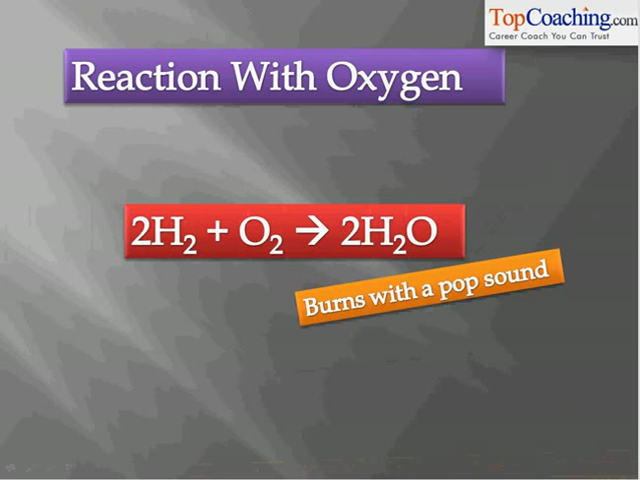 TopCoaching.com
Career Coach You Can Trust
Reaction With Oxygen
2H₂ + O₂ → 2H₂O
Burns with a pop sound